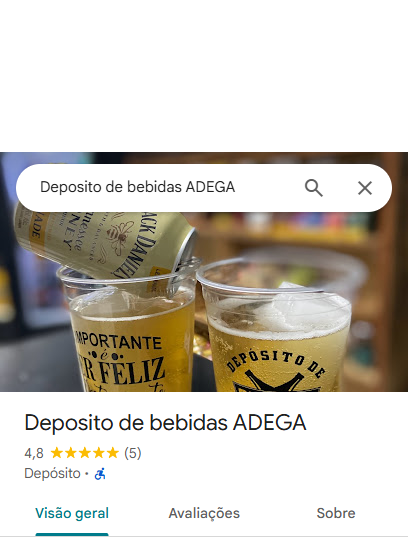 Deposito de bebidas ADEGA
JACK DANIEL
Tennessee
HONEY
ADE
IMPORTANTE
é
R FELIZ
DEPÓSITO DE
Deposito de bebidas ADEGA
4,8 (5)
Depósito ·
Visão geral Avaliações Sobre